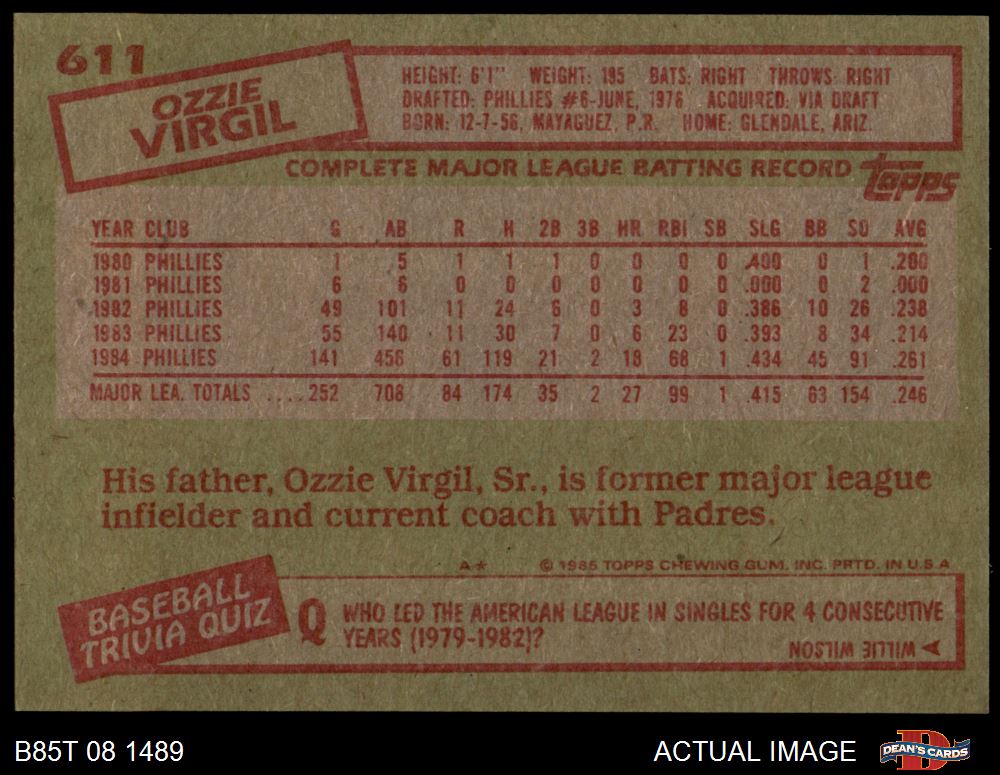 611
OZZIE
VIRGIL
HEIGHT: 6'1" WEIGHT: 195 BATS: RIGHT THROWS: RIGHT
DRAFTED: PHILLIES #6-JUNE, 1976 ACQUIRED: VIA DRAFT
BORN: 12-7-56, MAYAGUEZ, P.R. HOME: GLENDALE, ARIZ.
COMPLETE MAJOR LEAGUE BATTING RECORD topps
YEAR CLUB G AB R H 2B 3B HR RBI SB SLG BB SO AVG
1980 PHILLIES 1 5 1 1 1 0 0 0 0 .400 0 1 .200
1981 PHILLIES 6 6 0 0 0 0 0 0 0 .000 0 2 .000
1982 PHILLIES 49 101 11 24 6 0 3 8 0 .386 10 26 .238
1983 PHILLIES 55 140 11 30 7 0 6 23 0 .393 8 34 .214
1984 PHILLIES 141 456 61 119 21 2 18 68 1 .434 45 91 .261
MAJOR LEA. TOTALS ....252 708 84 174 35 2 27 99 1 .415 63 154 .246
His father, Ozzie Virgil, Sr., is former major league
infielder and current coach with Padres.
A* © 1985 TOPPS CHEWING GUM, INC. PRTD. IN U.S.A
BASEBALL
TRIVIA QUIZ
Q WHO LED THE AMERICAN LEAGUE IN SINGLES FOR 4 CONSECUTIVE
YEARS (1979-1982)?
WILLIE WILSON
B85T 08 1489
ACTUAL IMAGE
D
DEAN'S CARDS